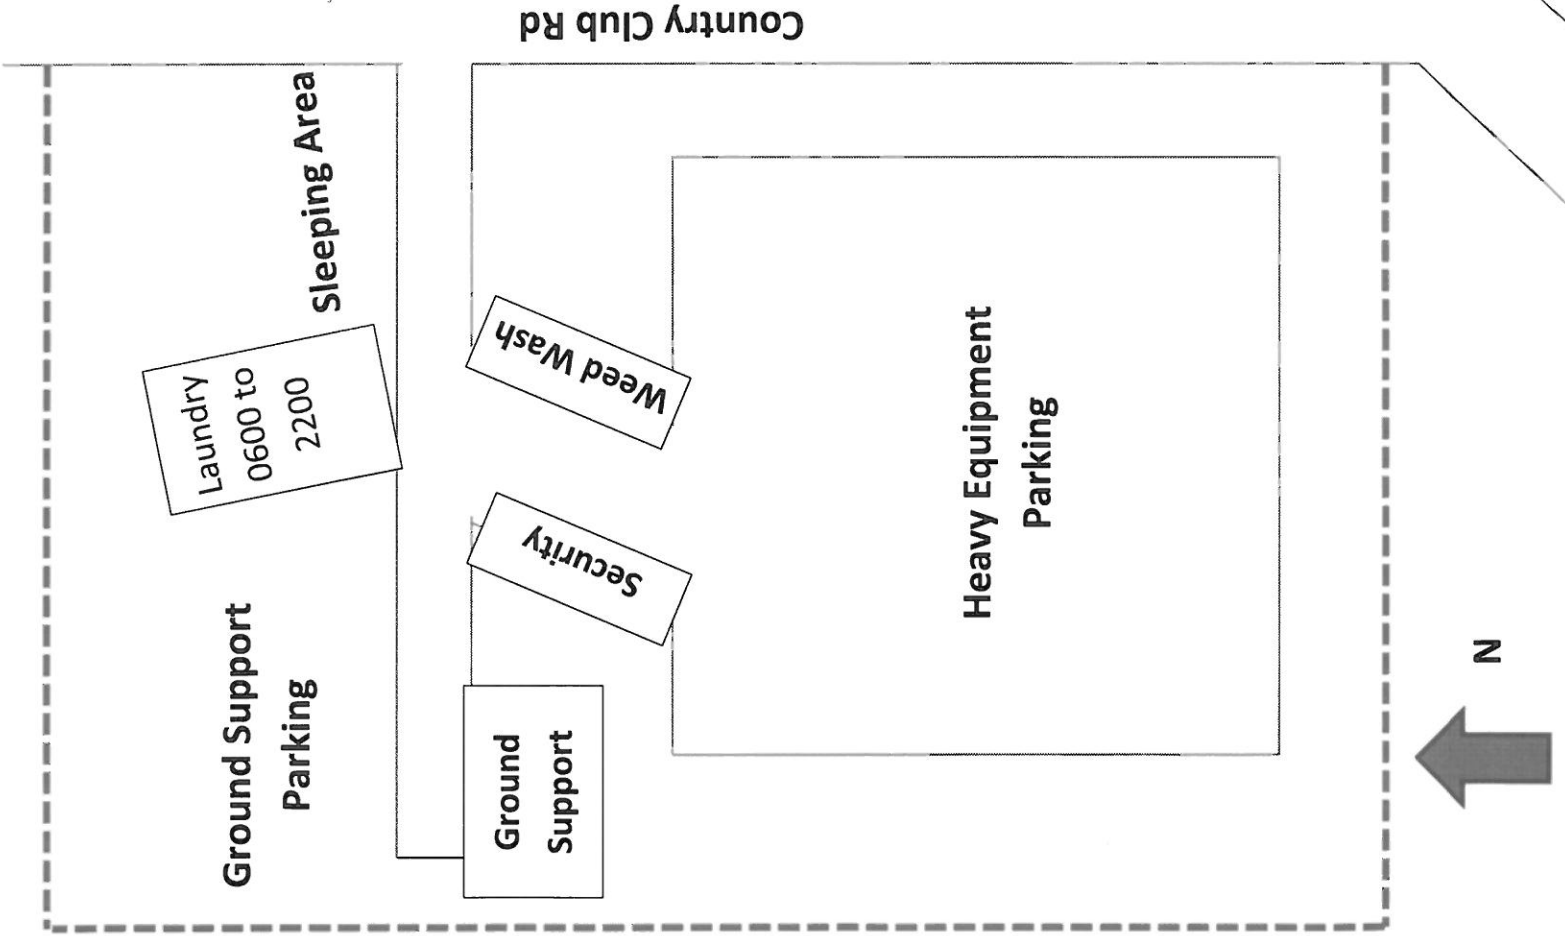 Country Club Rd
Sleeping Area
Laundry
0600 to
2200
Weed Wash
Security
Ground Support
Parking
Ground
Support
Heavy Equipment
Parking
N